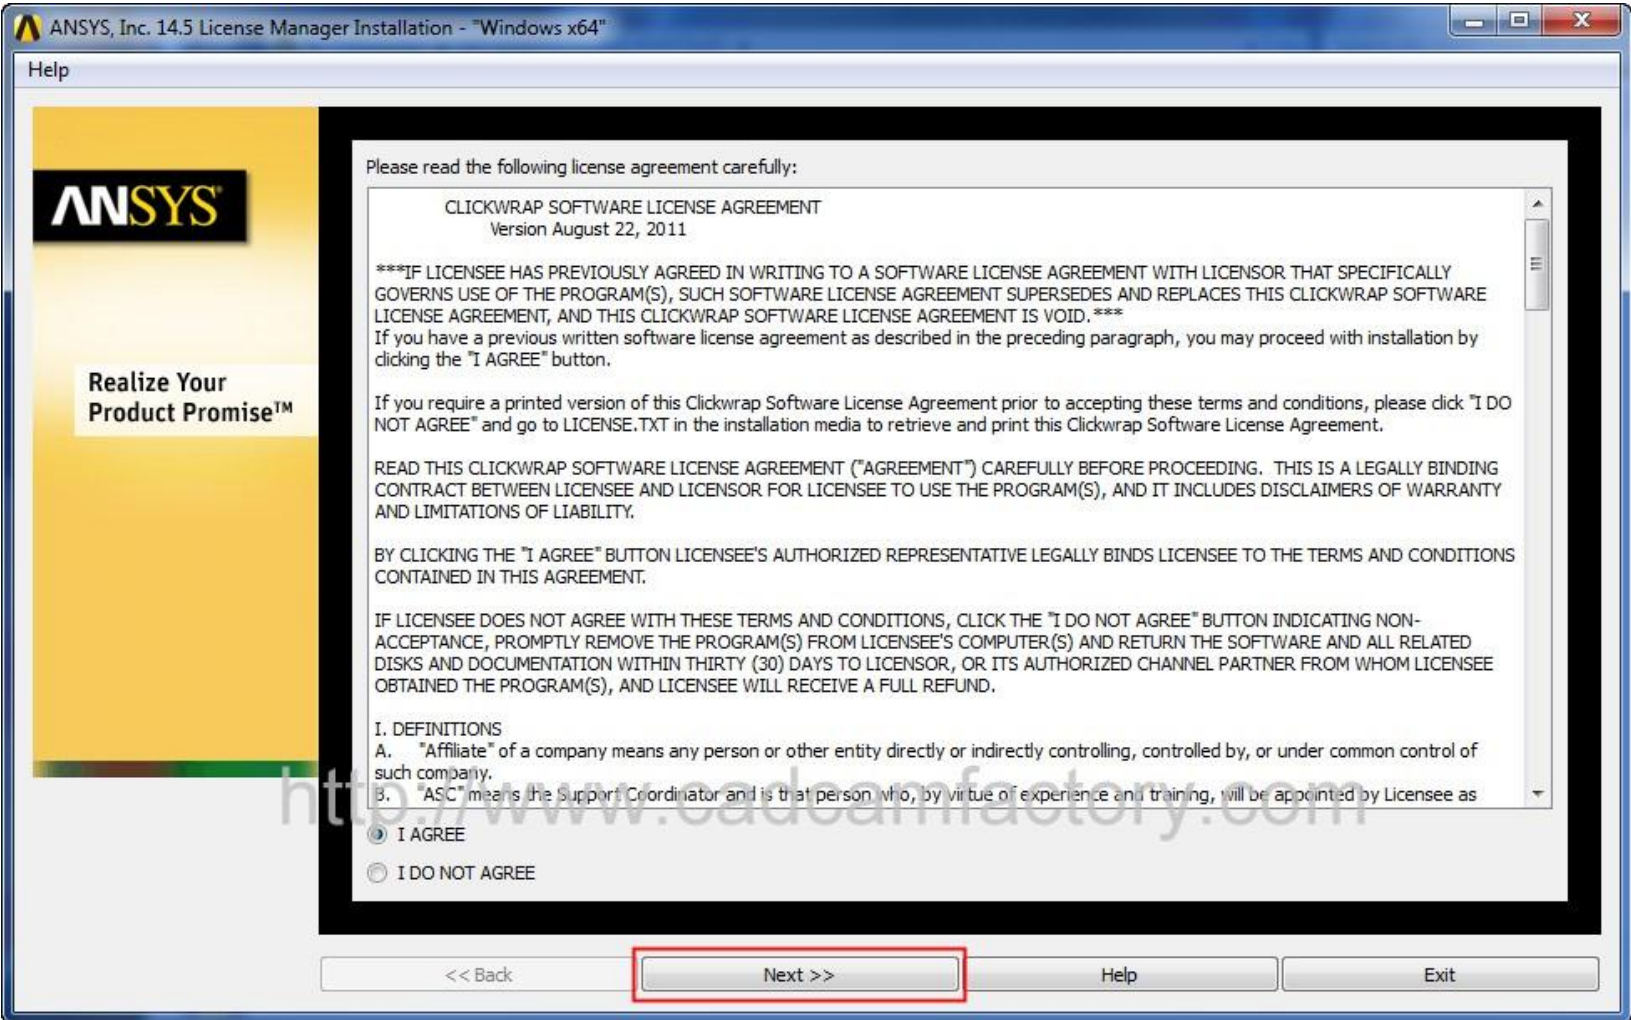 ANSYS, Inc. 14.5 License Manager Installation - "Windows x64"
Help
ANSYS
Realize Your
Product Promise™
Please read the following license agreement carefully:
CLICKWRAP SOFTWARE LICENSE AGREEMENT
Version August 22, 2011
***IF LICENSEE HAS PREVIOUSLY AGREED IN WRITING TO A SOFTWARE LICENSE AGREEMENT WITH LICENSOR THAT SPECIFICALLY
GOVERNS USE OF THE PROGRAM(S), SUCH SOFTWARE LICENSE AGREEMENT SUPERSEDES AND REPLACES THIS CLICKWRAP SOFTWARE
LICENSE AGREEMENT, AND THIS CLICKWRAP SOFTWARE LICENSE AGREEMENT IS VOID.***
If you have a previous written software license agreement as described in the preceding paragraph, you may proceed with installation by
clicking the "I AGREE" button.
If you require a printed version of this Clickwrap Software License Agreement prior to accepting these terms and conditions, please click "I DO
NOT AGREE" and go to LICENSE.TXT in the installation media to retrieve and print this Clickwrap Software License Agreement.
READ THIS CLICKWRAP SOFTWARE LICENSE AGREEMENT ("AGREEMENT") CAREFULLY BEFORE PROCEEDING.  THIS IS A LEGALLY BINDING
CONTRACT BETWEEN LICENSEE AND LICENSOR FOR LICENSEE TO USE THE PROGRAM(S), AND IT INCLUDES DISCLAIMERS OF WARRANTY
AND LIMITATIONS OF LIABILITY.
BY CLICKING THE "I AGREE" BUTTON LICENSEE'S AUTHORIZED REPRESENTATIVE LEGALLY BINDS LICENSEE TO THE TERMS AND CONDITIONS
CONTAINED IN THIS AGREEMENT.
IF LICENSEE DOES NOT AGREE WITH THESE TERMS AND CONDITIONS, CLICK THE "I DO NOT AGREE" BUTTON INDICATING NON-
ACCEPTANCE, PROMPTLY REMOVE THE PROGRAM(S) FROM LICENSEE'S COMPUTER(S) AND RETURN THE SOFTWARE AND ALL RELATED
DISKS AND DOCUMENTATION WITHIN THIRTY (30) DAYS TO LICENSOR, OR ITS AUTHORIZED CHANNEL PARTNER FROM WHOM LICENSEE
OBTAINED THE PROGRAM(S), AND LICENSEE WILL RECEIVE A FULL REFUND.
I. DEFINITIONS
A. "Affiliate" of a company means any person or other entity directly or indirectly controlling, controlled by, or under common control of
such company.
B. "ASC" means the Support Coordinator and is that person who, by virtue of experience and training, will be appointed by Licensee as
http://www.cadcamfactory.com
I AGREE
I DO NOT AGREE
<< Back
Next >>
Help
Exit